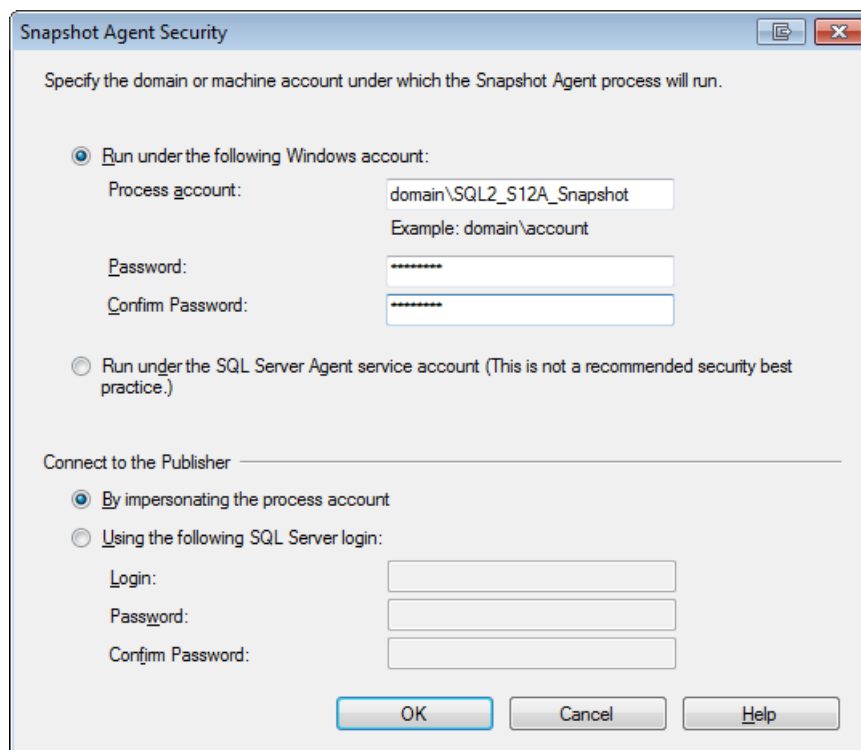 Snapshot Agent Security
Specify the domain or machine account under which the Snapshot Agent process will run.
Run under the following Windows account:
Process account:
domain\SQL2_S12A_Snapshot
Example: domain\account
Password:
********
Confirm Password:
********
Run under the SQL Server Agent service account (This is not a recommended security best
practice.)
Connect to the Publisher
By impersonating the process account
Using the following SQL Server login:
Login:
Password:
Confirm Password:
OK
Cancel
Help